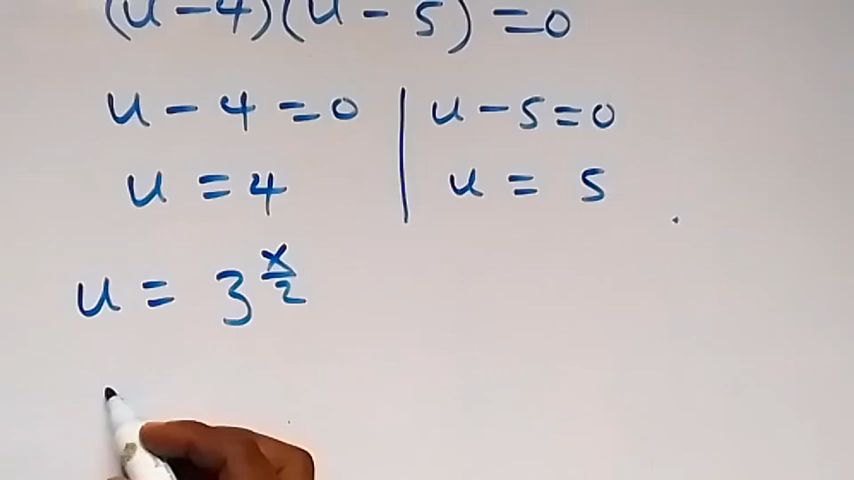 (u - 4)(u - 5) = 0
u - 4 = 0 | u - 5 = 0
u = 4 | u = 5
u = 3^(x/2)